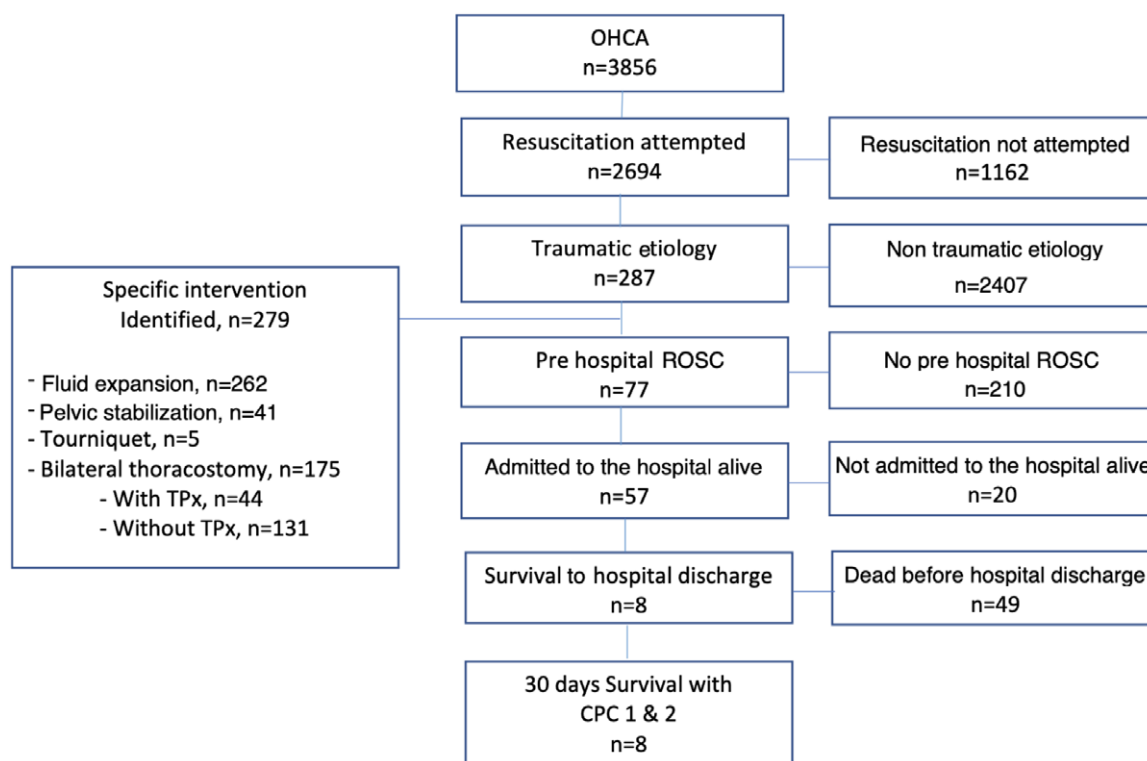 OHCA
n=3856
Resuscitation attempted
n=2694
Resuscitation not attempted
n=1162
Traumatic etiology
n=287
Non traumatic etiology
n=2407
Specific intervention
Identified, n=279
- Fluid expansion, n=262
- Pelvic stabilization, n=41
- Tourniquet, n=5
- Bilateral thoracostomy, n=175
- With TPx, n=44
- Without TPx, n=131
Pre hospital ROSC
n=77
No pre hospital ROSC
n=210
Admitted to the hospital alive
n=57
Not admitted to the hospital alive
n=20
Survival to hospital discharge
n=8
Dead before hospital discharge
n=49
30 days Survival with
CPC 1 & 2
n=8